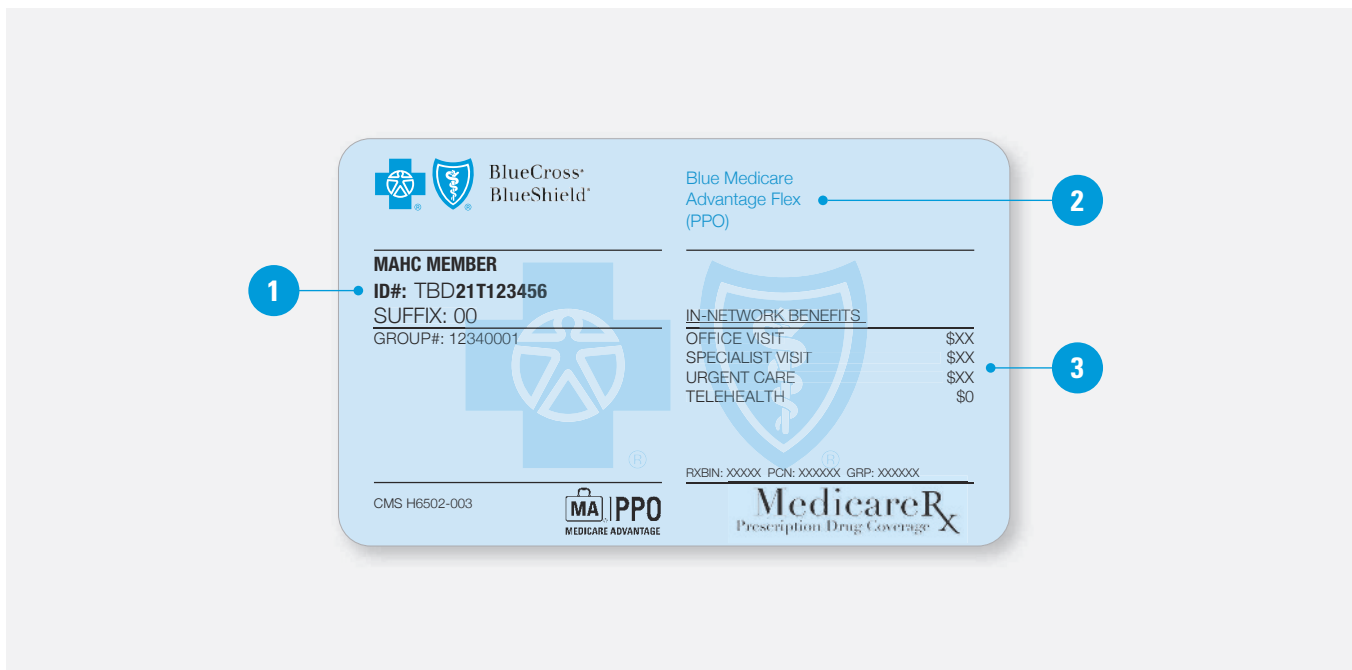 BlueCross®
BlueShield®
Blue Medicare
Advantage Flex
(PPO)
2
MAHC MEMBER
1
ID#: TBD21T123456
SUFFIX: 00
GROUP#: 12340001
IN-NETWORK BENEFITS
OFFICE VISIT $XX
SPECIALIST VISIT $XX
URGENT CARE $XX
TELEHEALTH $0
3
RXBIN: XXXXX PCN: XXXXXX GRP: XXXXXX
CMS H6502-003
MA PPO
MEDICARE ADVANTAGE
MedicareRx
Prescription Drug Coverage